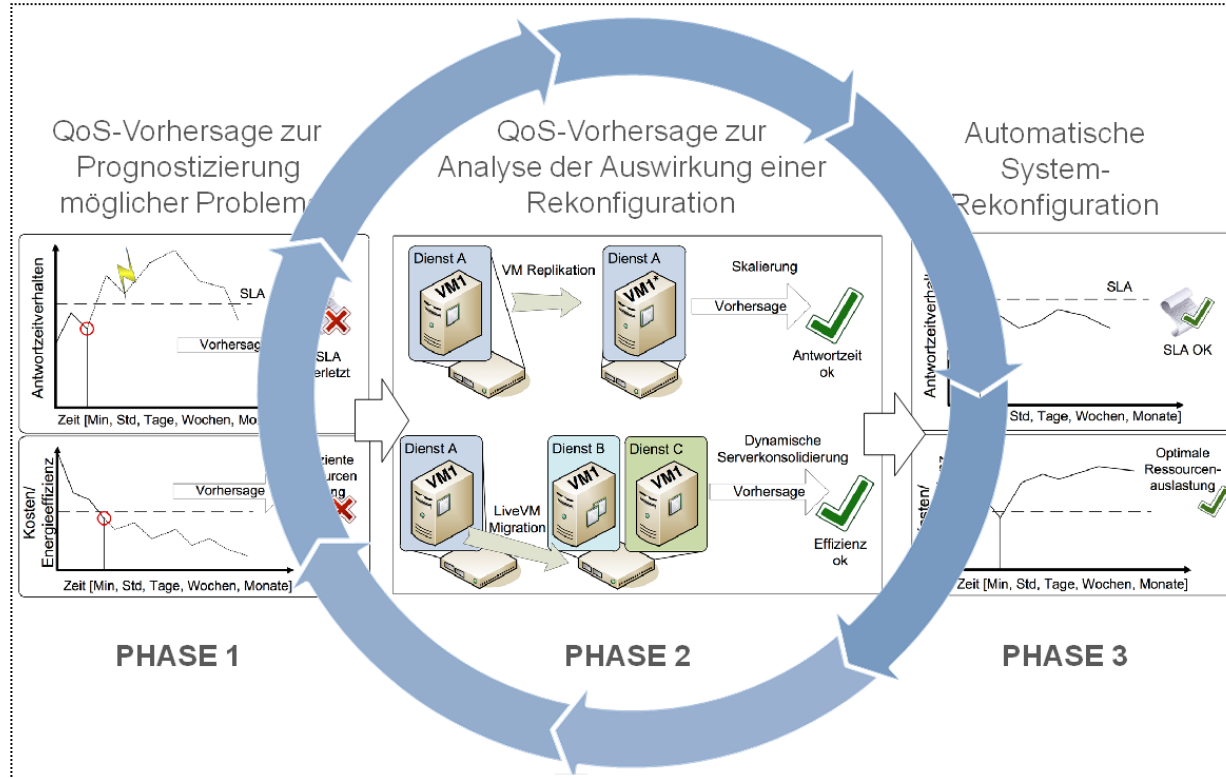 QoS-Vorhersage zur
Prognostizierung
möglicher Probleme
QoS-Vorhersage zur
Analyse der Auswirkung einer
Rekonfiguration
Automatische
System-
Rekonfiguration
Antwortzeitverhalten
SLA
Vorhersage
SLA
Zeit [Min, Std, Tage, Wochen,
Kosten/
Energieeffizienz
Vorhersage
Zeit [Min, Std, Tage, Wochen, Monate]
Dienst A
VM1
VM Replikation
Dienst A
VM1*
Skalierung
Vorhersage
Antwortzeit
ok
Dienst A
VM1
LiveVM
Migration
Dienst B
VM1
Dienst C
VM1
Dynamische
Serverkonsolidierung
Vorhersage
Effizienz
ok
Antwortzeitverhalten
SLA
SLA OK
Std, Tage, Wochen, Monate]
Kosten/
Optimale
Ressourcen-
auslastung
Zeit [Min, Std, Tage, Wochen, Monate]
PHASE 1
PHASE 2
PHASE 3